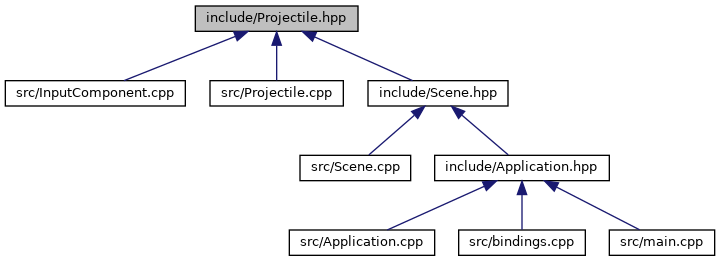 include/Projectile.hpp
src/InputComponent.cpp
src/Projectile.cpp
include/Scene.hpp
src/Scene.cpp
include/Application.hpp
src/Application.cpp
src/bindings.cpp
src/main.cpp